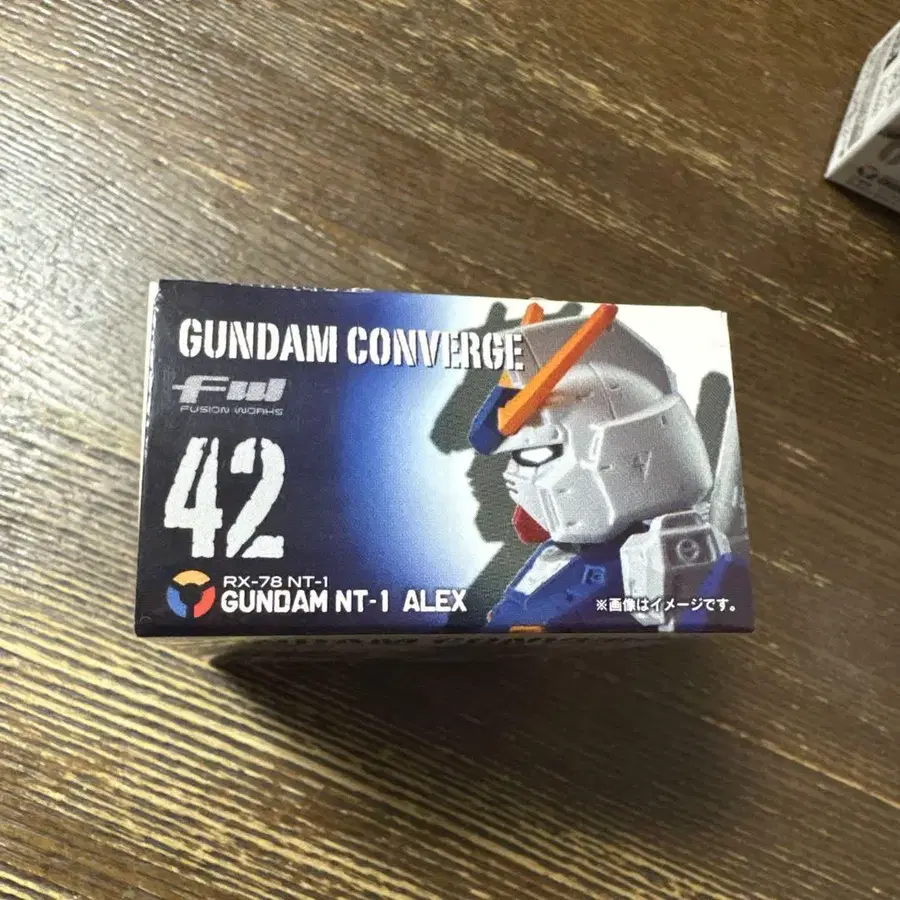 GUNDAM CONVERGE
FW
FUSION WORKS
42
RX-78 NT-1
GUNDAM NT-1 ALEX
※画像はイメージです。